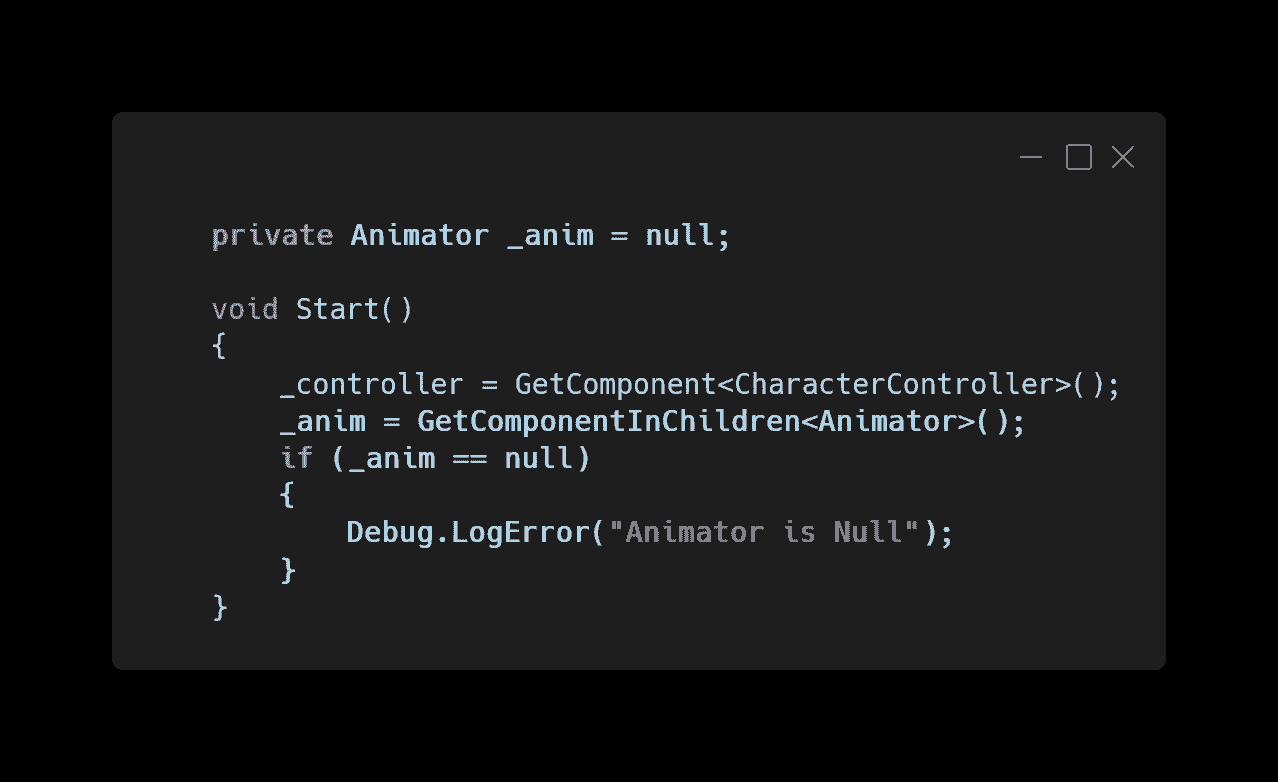 private Animator _anim = null;
void Start()
{
    _controller = GetComponent<CharacterController>();
    _anim = GetComponentInChildren<Animator>();
    if (_anim == null)
    {
        Debug.LogError("Animator is Null");
    }
}